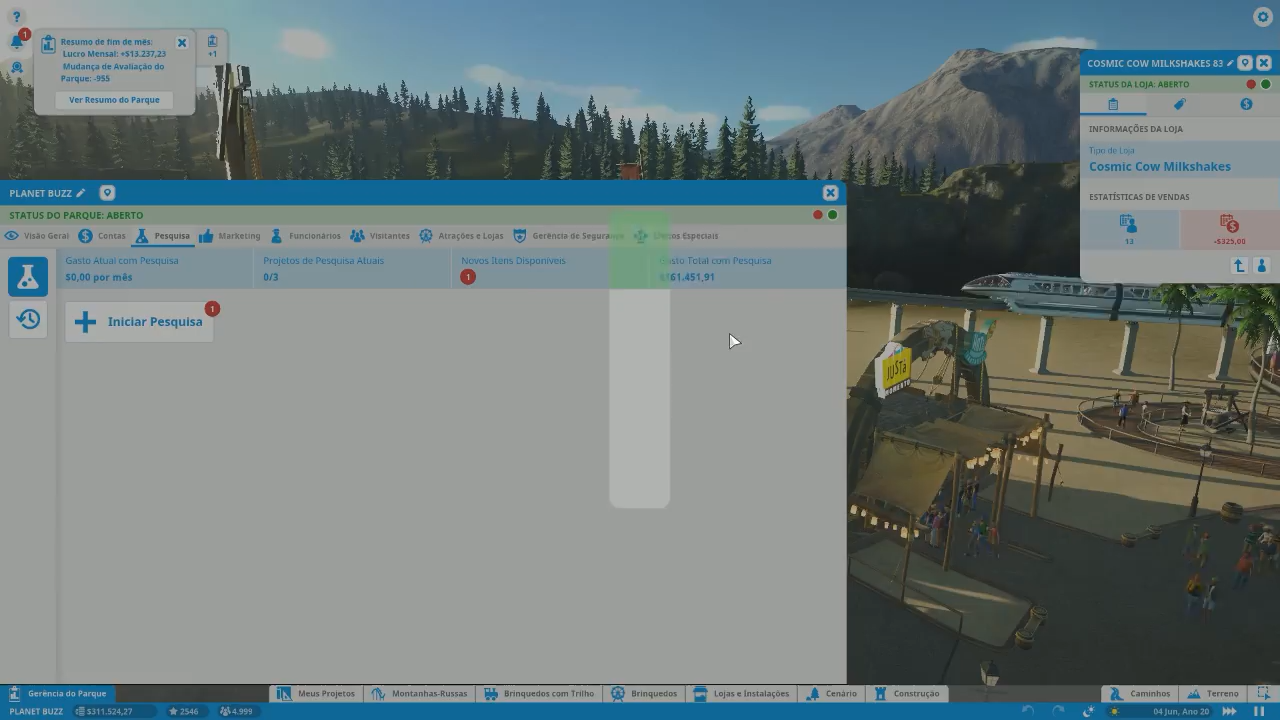 ?
1
Resumo de fim de mês:
Lucro Mensal: +$13.237,23
Mudança de Avaliação do
Parque: -955
Ver Resumo do Parque
+1
COSMIC COW MILKSHAKES 83
STATUS DA LOJA: ABERTO
INFORMAÇÕES DA LOJA
Tipo de Loja
Cosmic Cow Milkshakes
ESTATÍSTICAS DE VENDAS
13
-$325,00
PLANET BUZZ
STATUS DO PARQUE: ABERTO
Visão Geral
Contas
Pesquisa
Marketing
Funcionários
Visitantes
Atrações e Lojas
Gerência de Segurança
Especiais
Gasto Atual com Pesquisa
$0,00 por mês
Projetos de Pesquisa Atuais
0/3
Novos Itens Disponíveis
1
Gasto Total com Pesquisa
Iniciar Pesquisa
1
JUSTà
MOMENTO
Gerência do Parque
Meus Projetos
Montanhas-Russas
Brinquedos com Trilho
Brinquedos
Lojas e Instalações
Cenário
Construção
Caminhos
Terreno
PLANET BUZZ
$311.524,27
2546
4.999
04 Jun, Ano 20